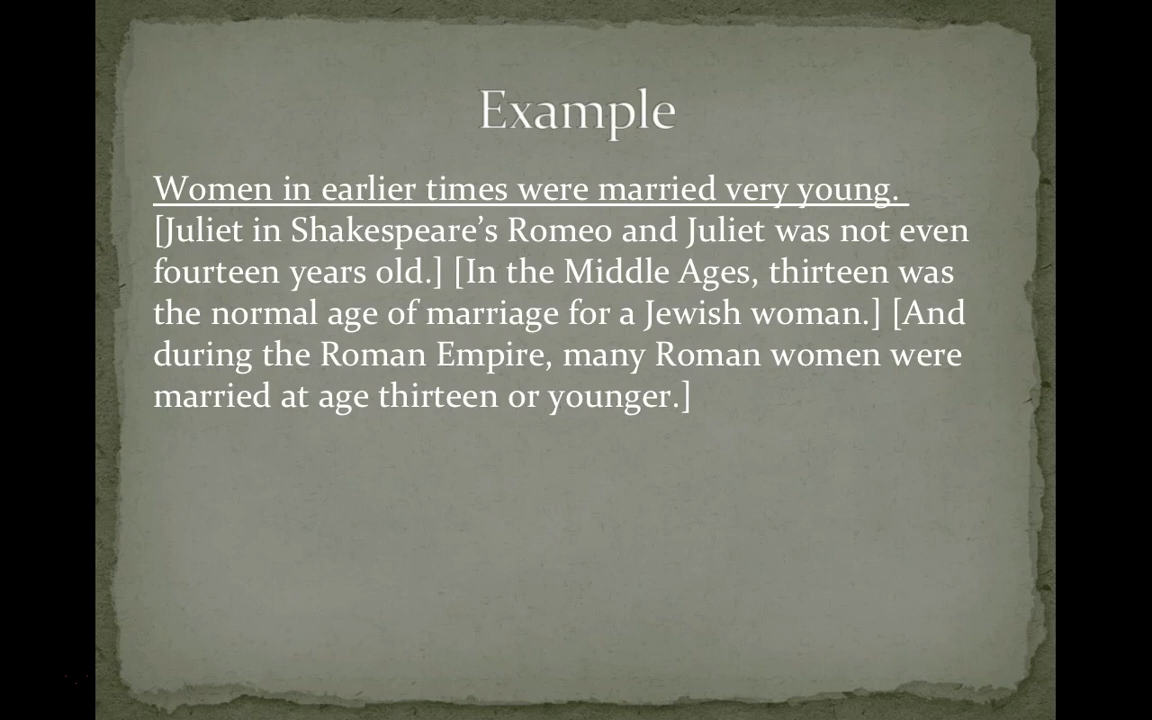 Example
Women in earlier times were married very young.
[Juliet in Shakespeare’s Romeo and Juliet was not even
fourteen years old.] [In the Middle Ages, thirteen was
the normal age of marriage for a Jewish woman.] [And
during the Roman Empire, many Roman women were
married at age thirteen or younger.]